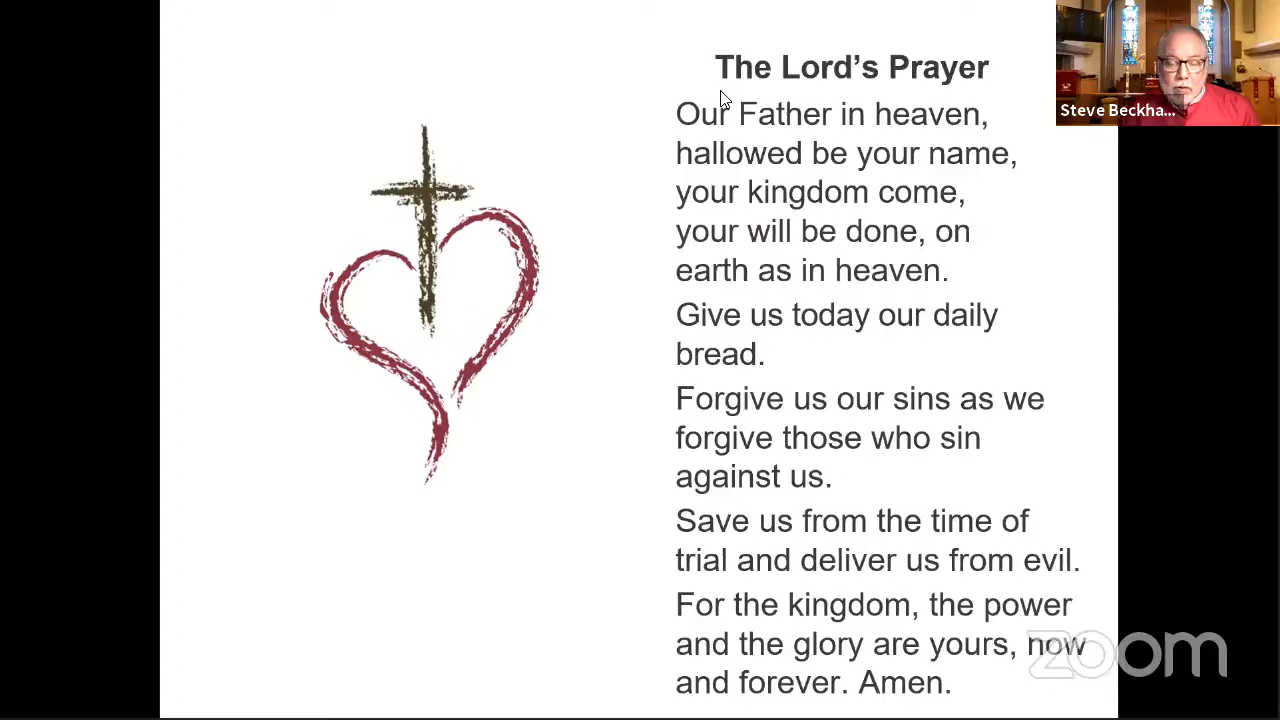 The Lord’s Prayer
Our Father in heaven,
hallowed be your name,
your kingdom come,
your will be done, on
earth as in heaven.
Give us today our daily
bread.
Forgive us our sins as we
forgive those who sin
against us.
Save us from the time of
trial and deliver us from evil.
For the kingdom, the power
and the glory are yours, now
and forever. Amen.
Steve Beckha...
zoom